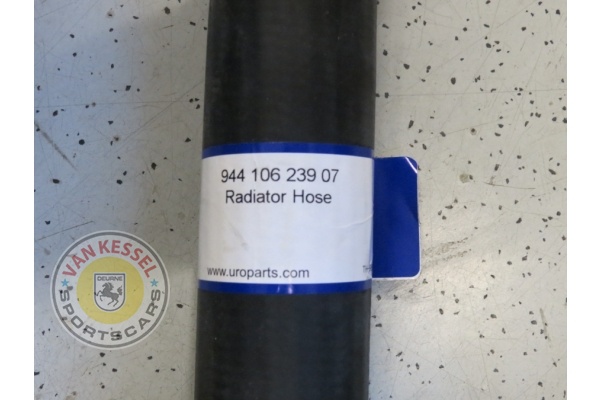 944 106 239 07
Radiator Hose
www.uroparts.com
VAN KESSEL
DEURNE
SPORTSCARS